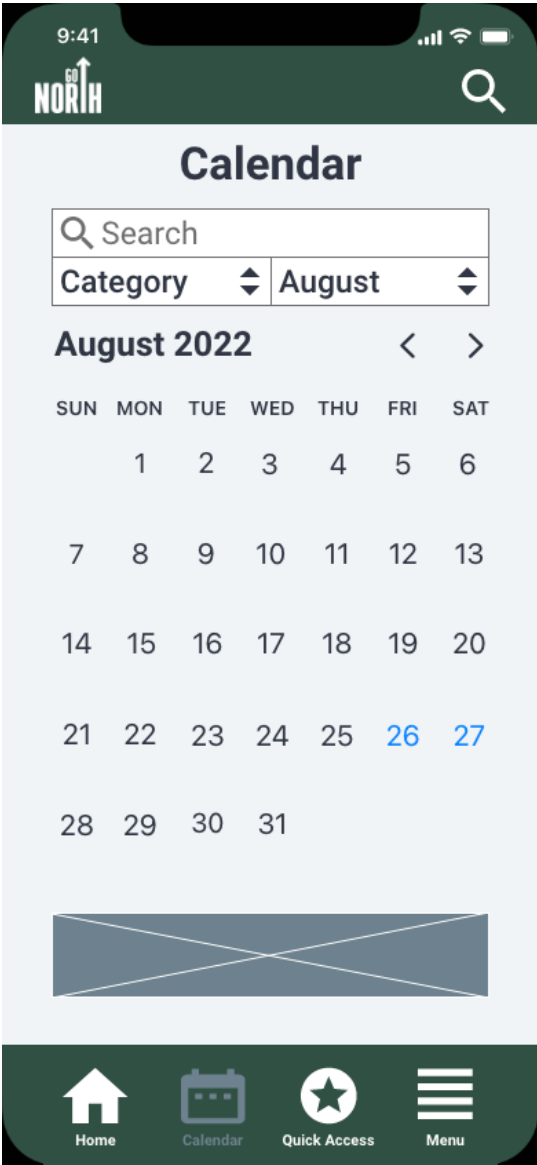 9:41
GO
NORTH
Calendar
Search
Category August
August 2022
SUN MON TUE WED THU FRI SAT
1 2 3 4 5 6
7 8 9 10 11 12 13
14 15 16 17 18 19 20
21 22 23 24 25 26 27
28 29 30 31
Home Calendar Quick Access Menu